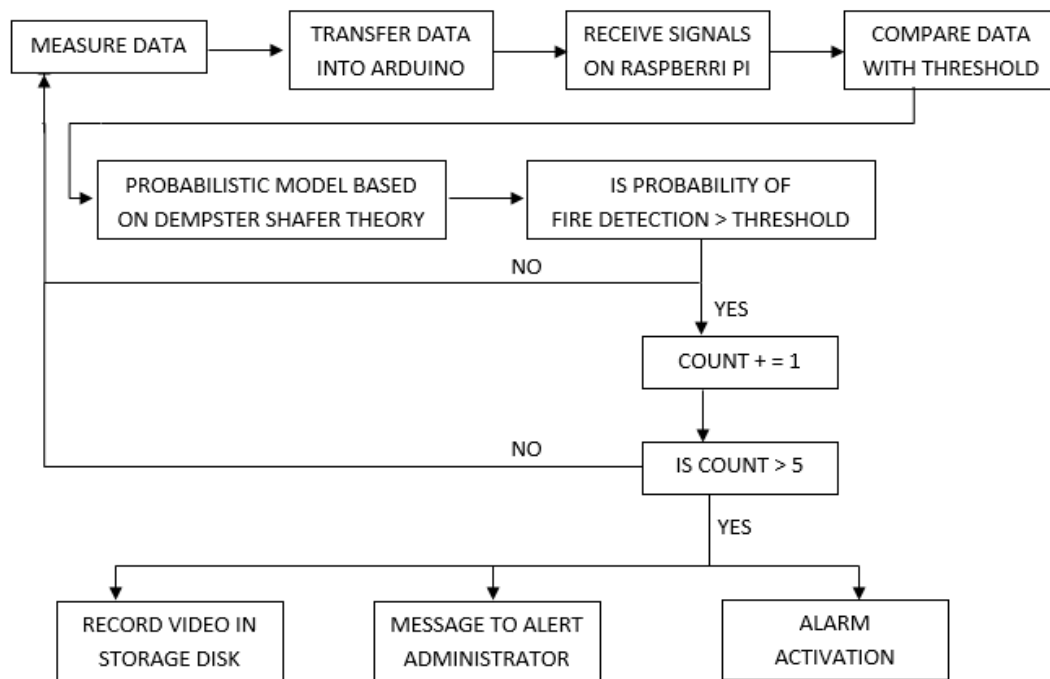 MEASURE DATA
TRANSFER DATA
INTO ARDUINO
RECEIVE SIGNALS
ON RASPBERRI PI
COMPARE DATA
WITH THRESHOLD
PROBABILISTIC MODEL BASED
ON DEMPSTER SHAFER THEORY
IS PROBABILITY OF
FIRE DETECTION > THRESHOLD
NO
YES
COUNT + = 1
NO
IS COUNT > 5
YES
RECORD VIDEO IN
STORAGE DISK
MESSAGE TO ALERT
ADMINISTRATOR
ALARM
ACTIVATION